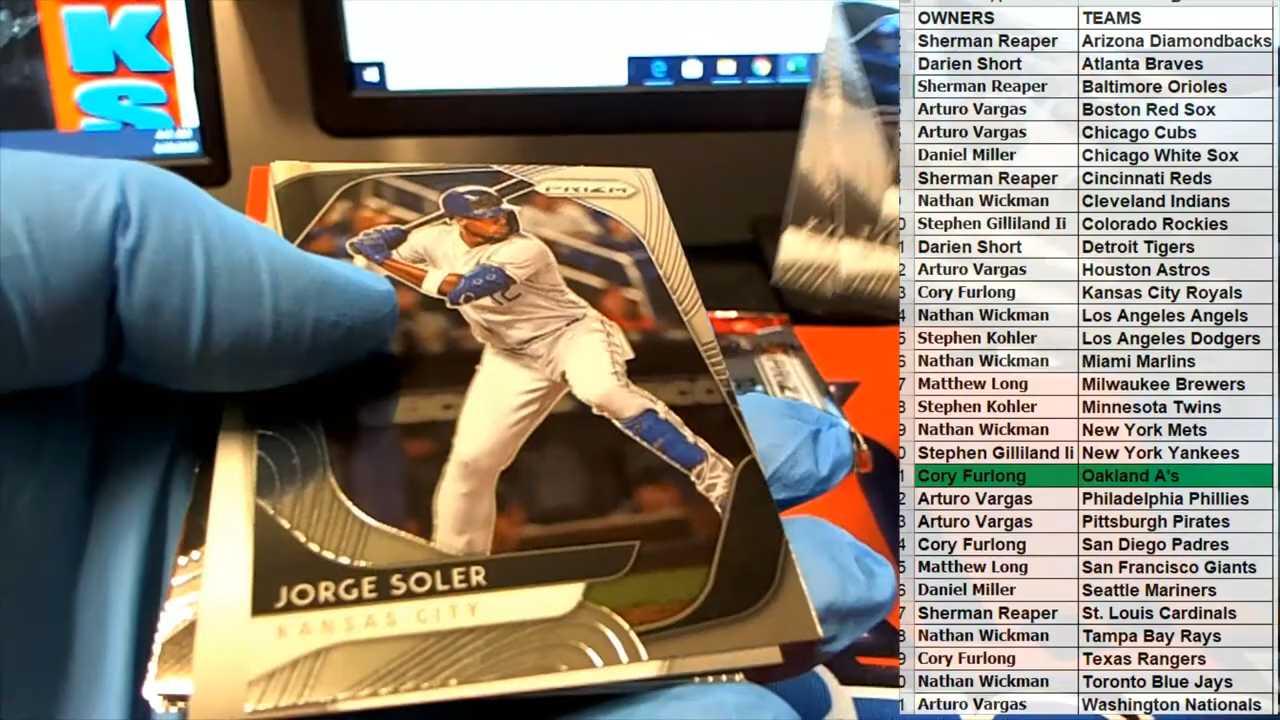 KS
PRIZM
12
JORGE SOLER
KANSAS CITY
OWNERS TEAMS
Sherman Reaper Arizona Diamondbacks
Darien Short Atlanta Braves
Sherman Reaper Baltimore Orioles
Arturo Vargas Boston Red Sox
Arturo Vargas Chicago Cubs
Daniel Miller Chicago White Sox
Sherman Reaper Cincinnati Reds
Nathan Wickman Cleveland Indians
Stephen Gilliland Ii Colorado Rockies
Darien Short Detroit Tigers
Arturo Vargas Houston Astros
Cory Furlong Kansas City Royals
Nathan Wickman Los Angeles Angels
Stephen Kohler Los Angeles Dodgers
Nathan Wickman Miami Marlins
Matthew Long Milwaukee Brewers
Stephen Kohler Minnesota Twins
Nathan Wickman New York Mets
Stephen Gilliland Ii New York Yankees
Cory Furlong Oakland A's
Arturo Vargas Philadelphia Phillies
Arturo Vargas Pittsburgh Pirates
Cory Furlong San Diego Padres
Matthew Long San Francisco Giants
Daniel Miller Seattle Mariners
Sherman Reaper St. Louis Cardinals
Nathan Wickman Tampa Bay Rays
Cory Furlong Texas Rangers
Nathan Wickman Toronto Blue Jays
Arturo Vargas Washington Nationals